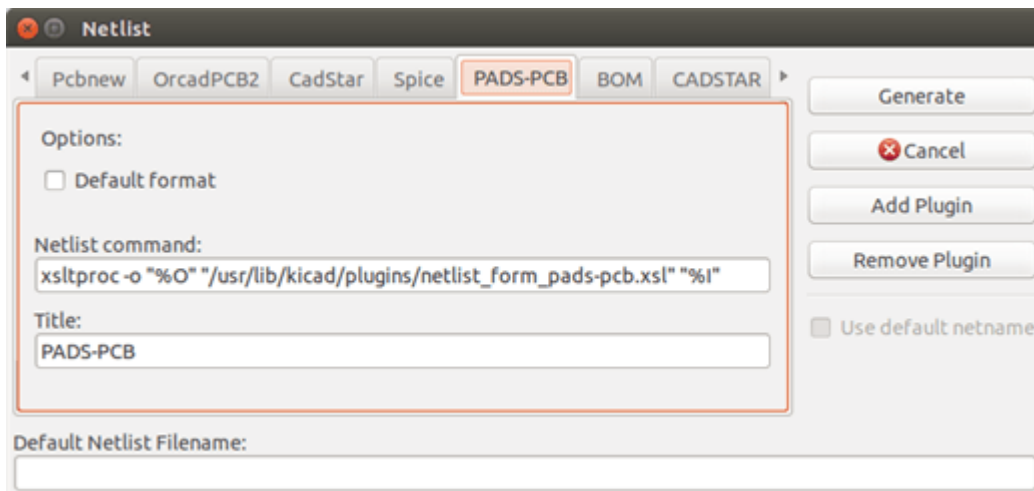 Netlist
Pcbnew OrcadPCB2 CadStar Spice PADS-PCB BOM CADSTAR
Generate
Options:
Cancel
Default format
Add Plugin
Netlist command:
Remove Plugin
xsltproc -o "%O" "/usr/lib/kicad/plugins/netlist_form_pads-pcb.xsl" "%I"
Title:
Use default netname
PADS-PCB
Default Netlist Filename: